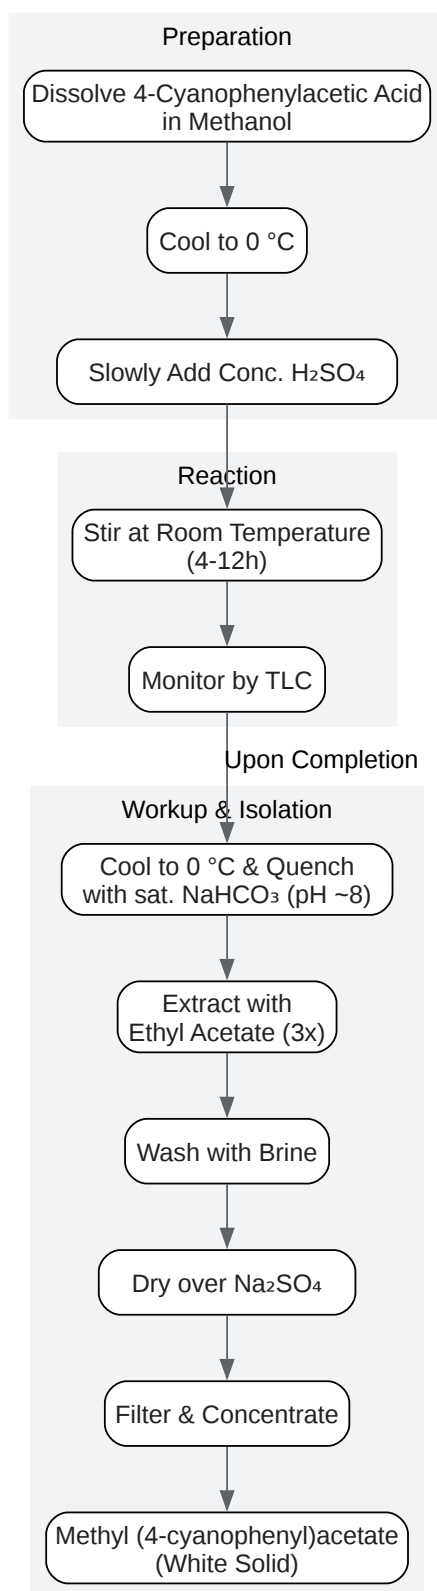 Preparation
Dissolve 4-Cyanophenylacetic Acid
in Methanol
Cool to 0 °C
Slowly Add Conc. H₂SO₄
Reaction
Stir at Room Temperature
(4-12h)
Monitor by TLC
Upon Completion
Workup & Isolation
Cool to 0 °C & Quench
with sat. NaHCO₃ (pH ~8)
Extract with
Ethyl Acetate (3x)
Wash with Brine
Dry over Na₂SO₄
Filter & Concentrate
Methyl (4-cyanophenyl)acetate
(White Solid)